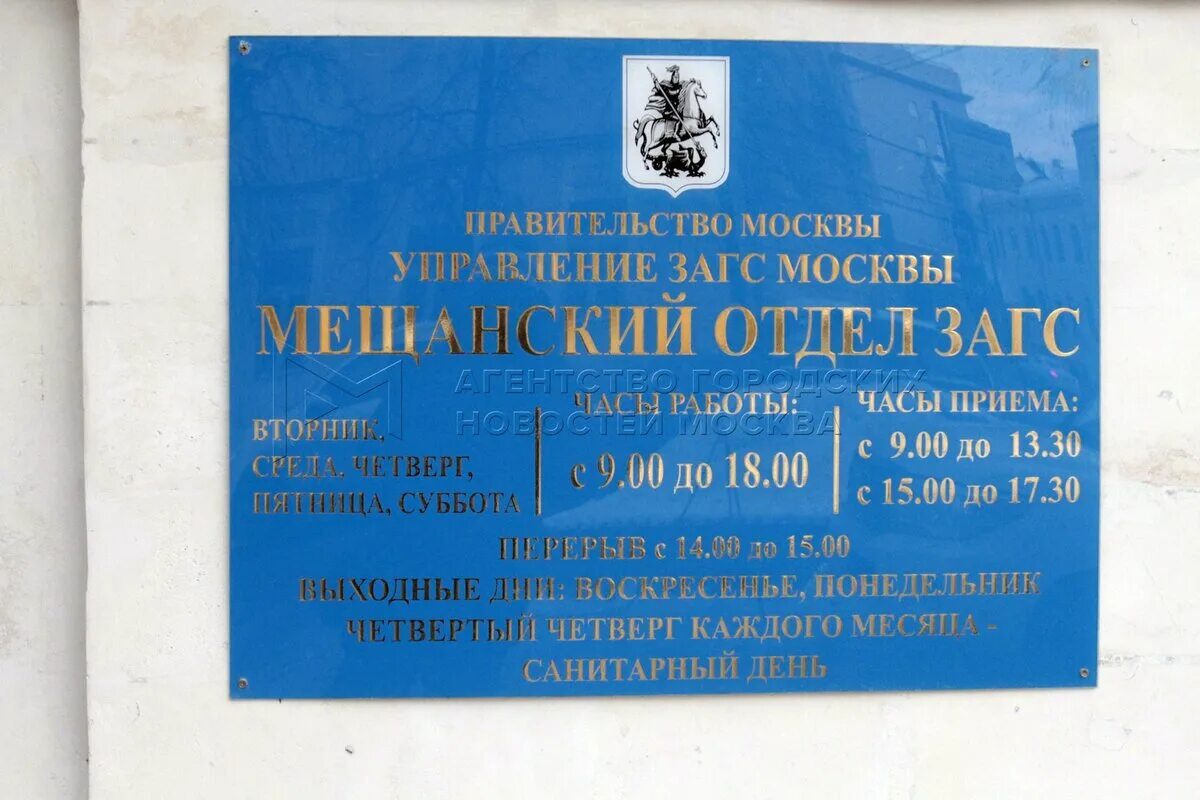 ПРАВИТЕЛЬСТВО МОСКВЫ
УПРАВЛЕНИЕ ЗАГС МОСКВЫ
МЕЩАНСКИЙ ОТДЕЛ ЗАГС
АГЕНТСТВО ГОРОДСКИХ
НОВОСТЕЙ МОСКВА
ВТОРНИК,
СРЕДА, ЧЕТВЕРГ,
ПЯТНИЦА, СУББОТА
ЧАСЫ РАБОТЫ:
с 9.00 до 18.00
ЧАСЫ ПРИЕМА:
с 9.00 до 13.30
с 15.00 до 17.30
ПЕРЕРЫВ с 14.00 до 15.00
ВЫХОДНЫЕ ДНИ: ВОСКРЕСЕНЬЕ, ПОНЕДЕЛЬНИК
ЧЕТВЕРТЫЙ ЧЕТВЕРГ КАЖДОГО МЕСЯЦА -
САНИТАРНЫЙ ДЕНЬ